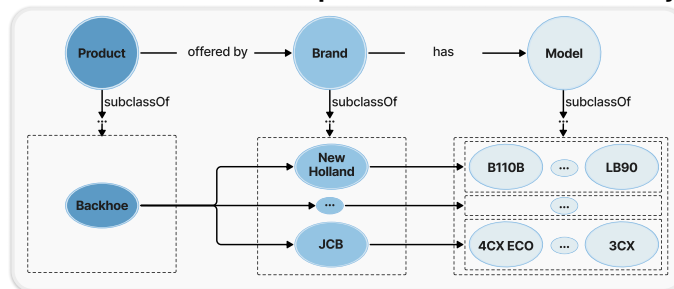 Product offered by Brand has Model
subclassOf subclassOf subclassOf
... ... ...
New
Holland
B110B ... LB90
Backhoe ... ...
JCB 4CX ECO ... 3CX